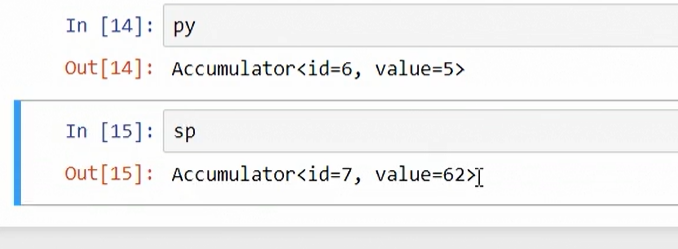 In [14]: py
Out[14]: Accumulator<id=6, value=5>
In [15]: sp
Out[15]: Accumulator<id=7, value=62>